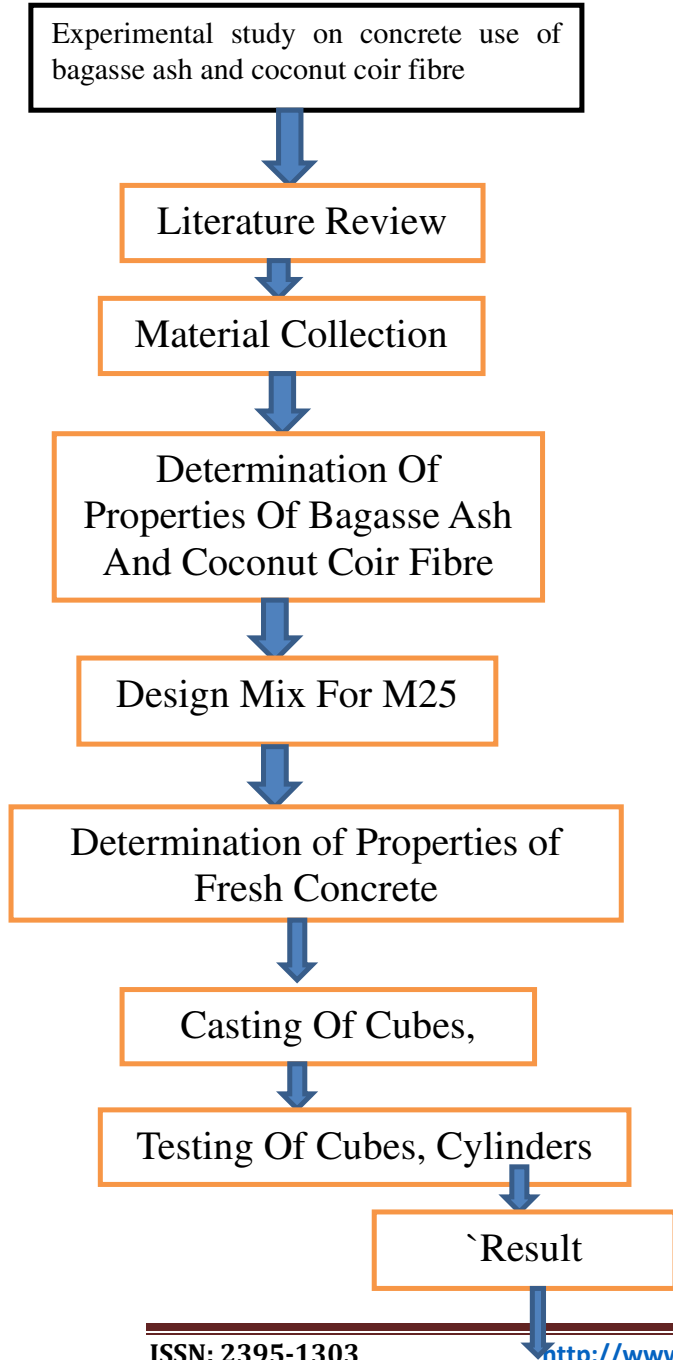 Experimental study on concrete use of
bagasse ash and coconut coir fibre
Literature Review
Material Collection
Determination Of
Properties Of Bagasse Ash
And Coconut Coir Fibre
Design Mix For M25
Determination of Properties of
Fresh Concrete
Casting Of Cubes,
Testing Of Cubes, Cylinders
`Result
ISSN: 2395-1303 http://www